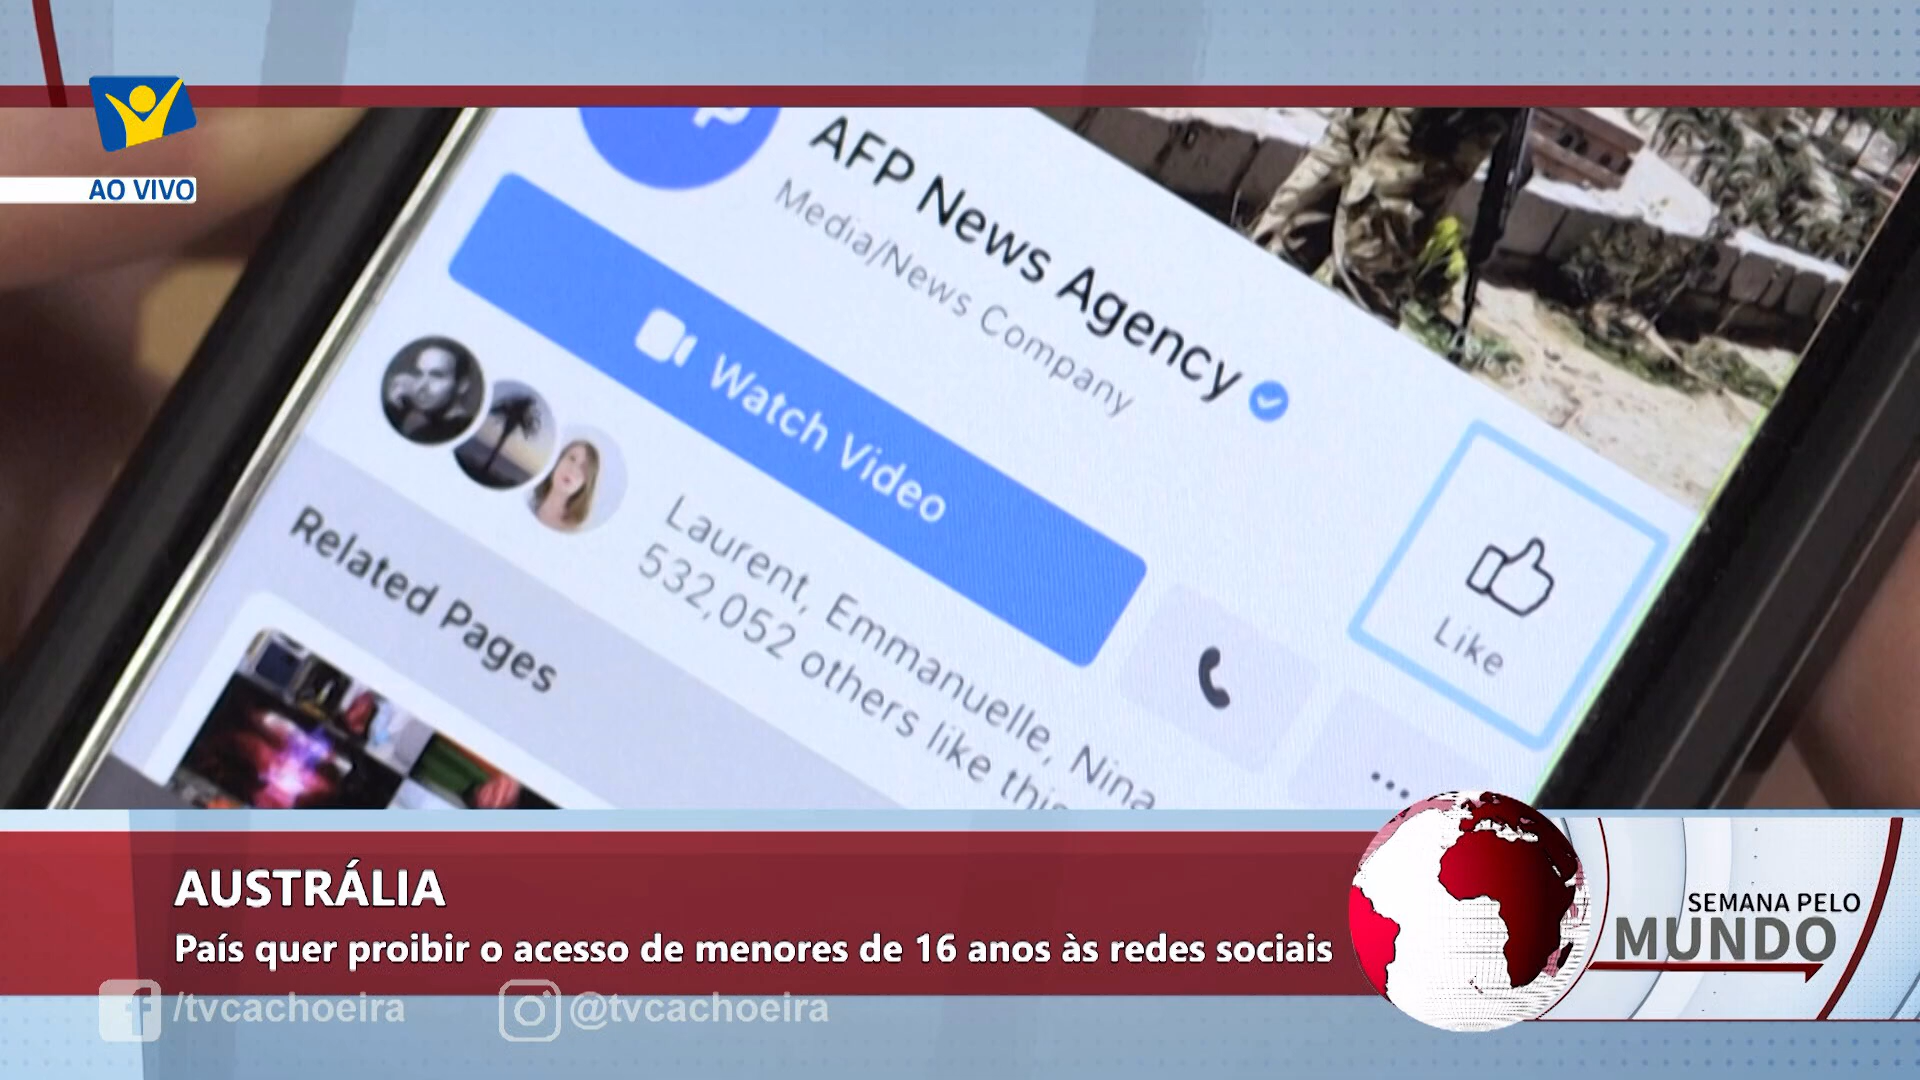 AO VIVO
AFP News Agency
Media/News Company
Watch Video
Like
Laurent, Emmanuelle, Nina
532,052 others like this
Related Pages
AUSTRÁLIA
País quer proibir o acesso de menores de 16 anos às redes sociais
SEMANA PELO
MUNDO
/tvcachoeira
@tvcachoeira